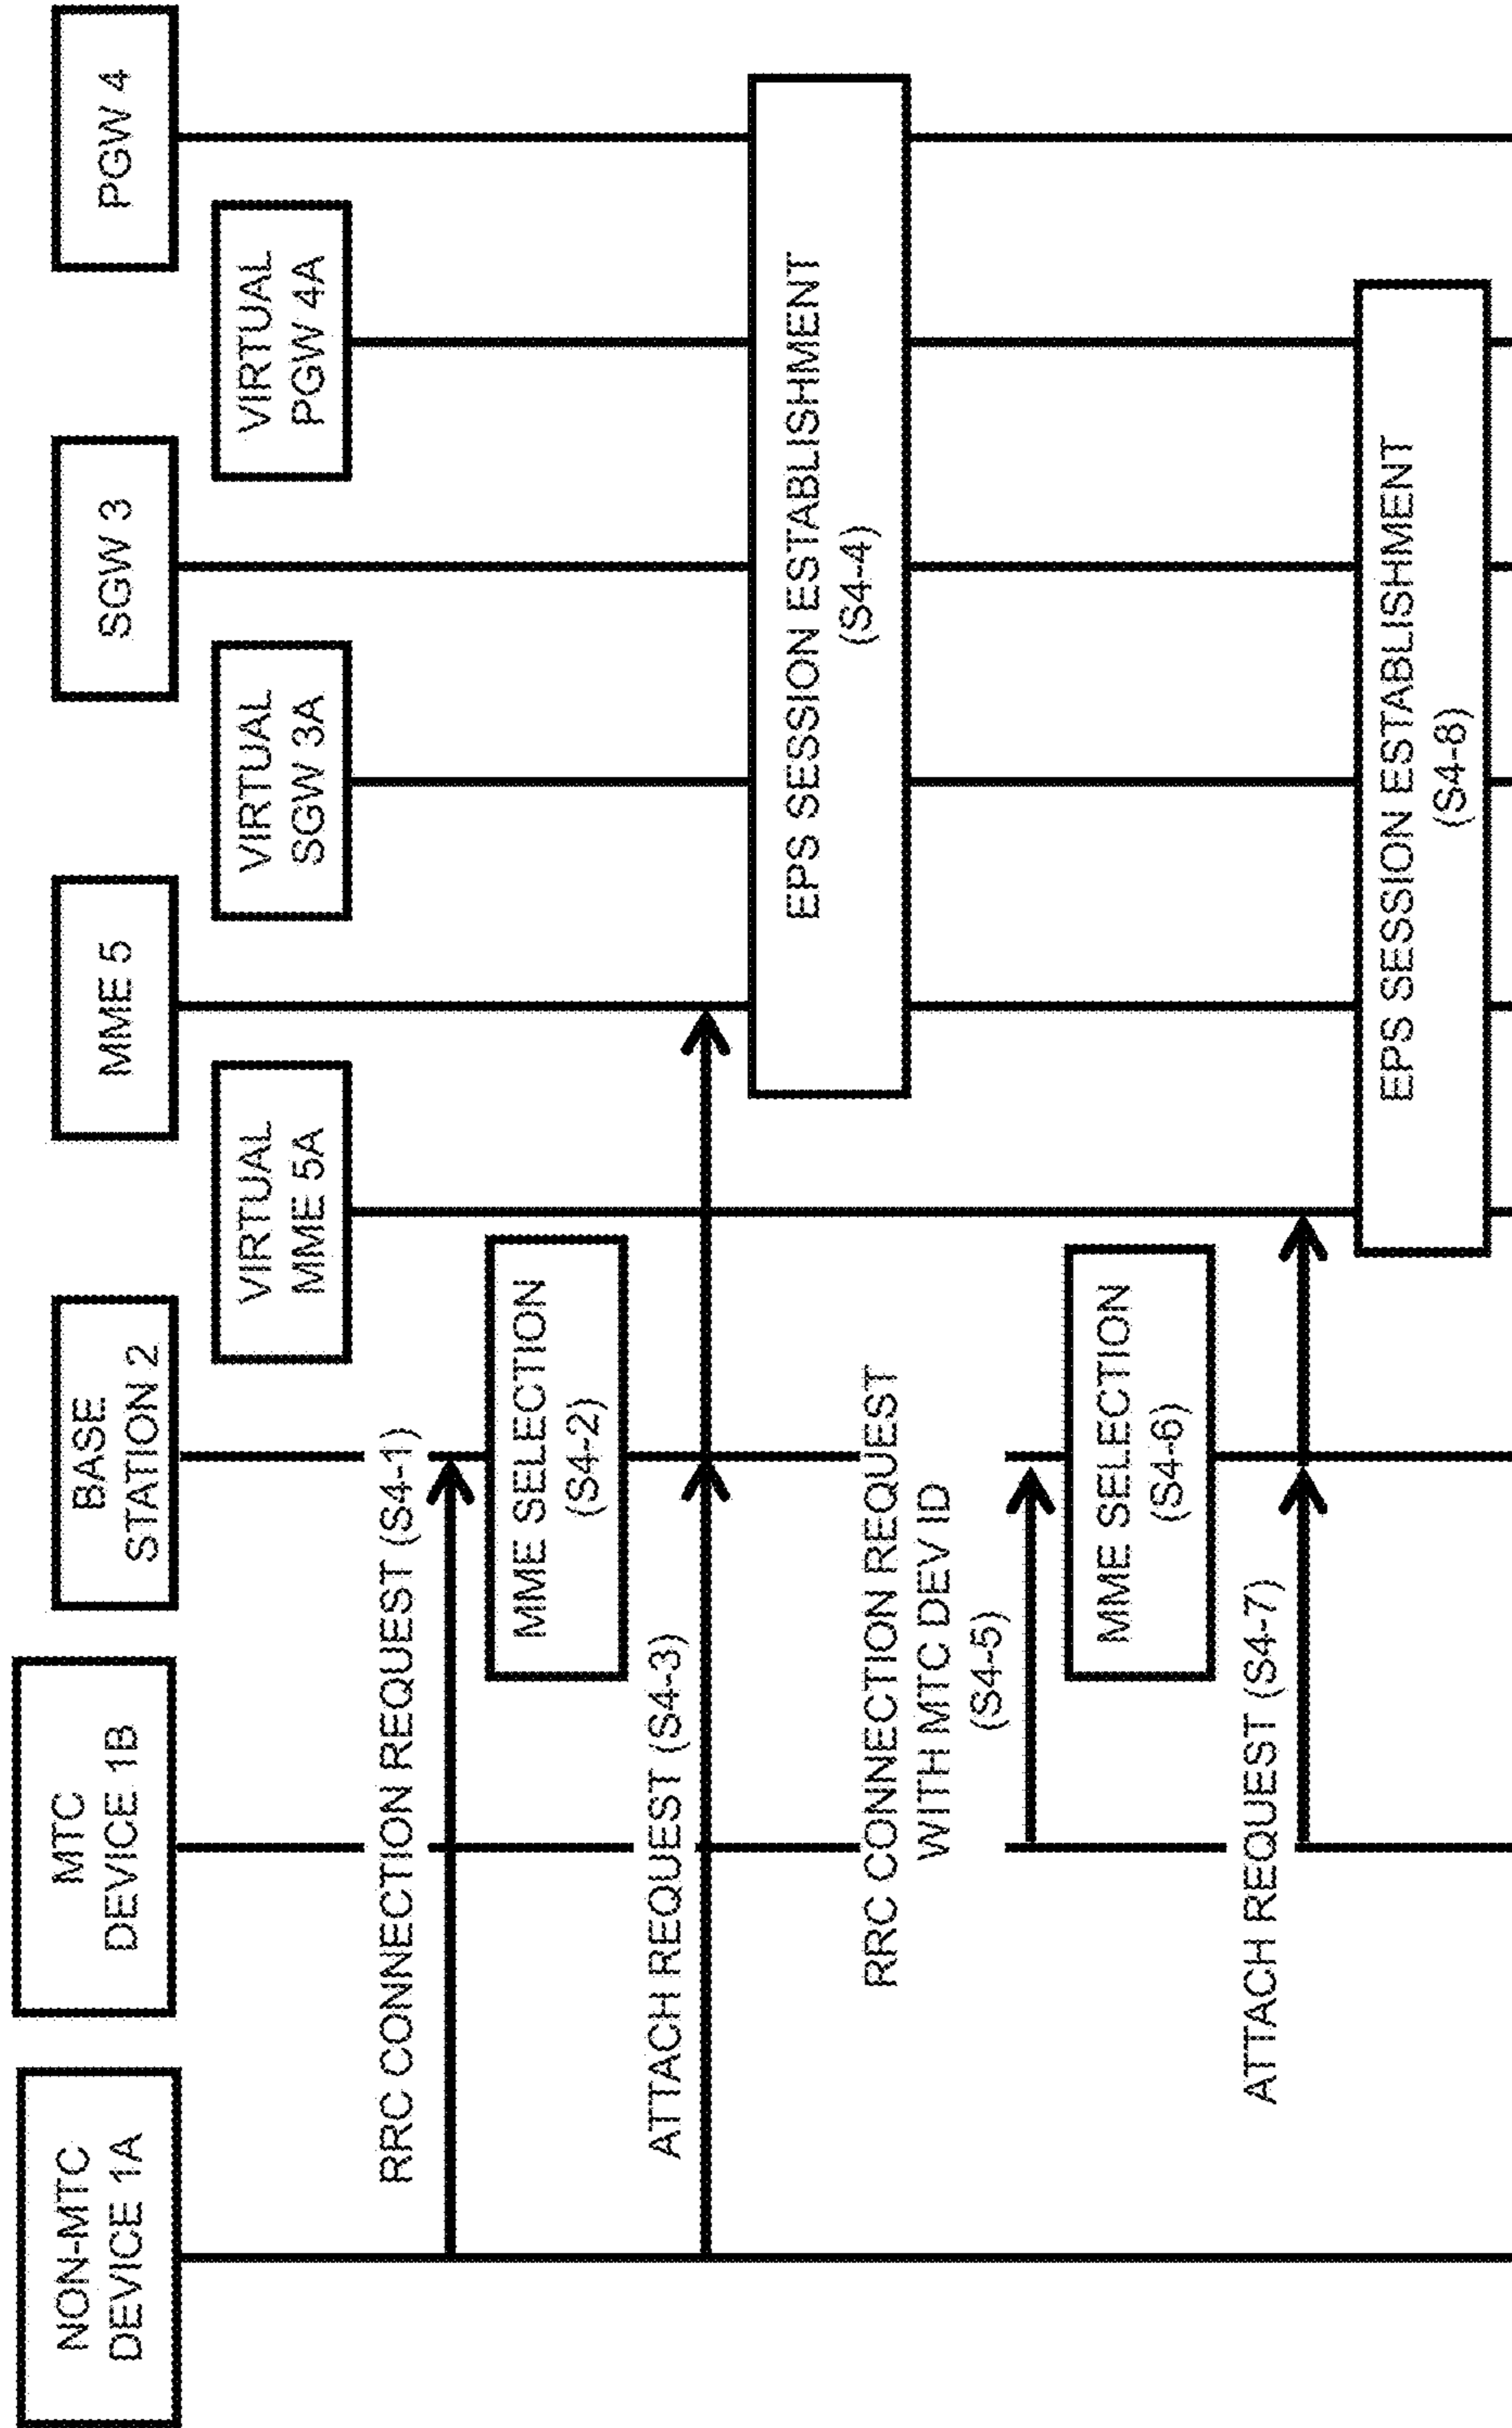 NON-MTC
DEVICE 1A
MTC
DEVICE 1B
BASE
STATION 2
MME 5
SGW 3
PGW 4
VIRTUAL
MME 5A
VIRTUAL
SGW 3A
VIRTUAL
PGW 4A
RRC CONNECTION REQUEST (S4-1)
MME SELECTION
(S4-2)
ATTACH REQUEST (S4-3)
EPS SESSION ESTABLISHMENT
(S4-4)
RRC CONNECTION REQUEST
WITH MTC DEV ID
(S4-5)
MME SELECTION
(S4-6)
ATTACH REQUEST (S4-7)
EPS SESSION ESTABLISHMENT
(S4-8)